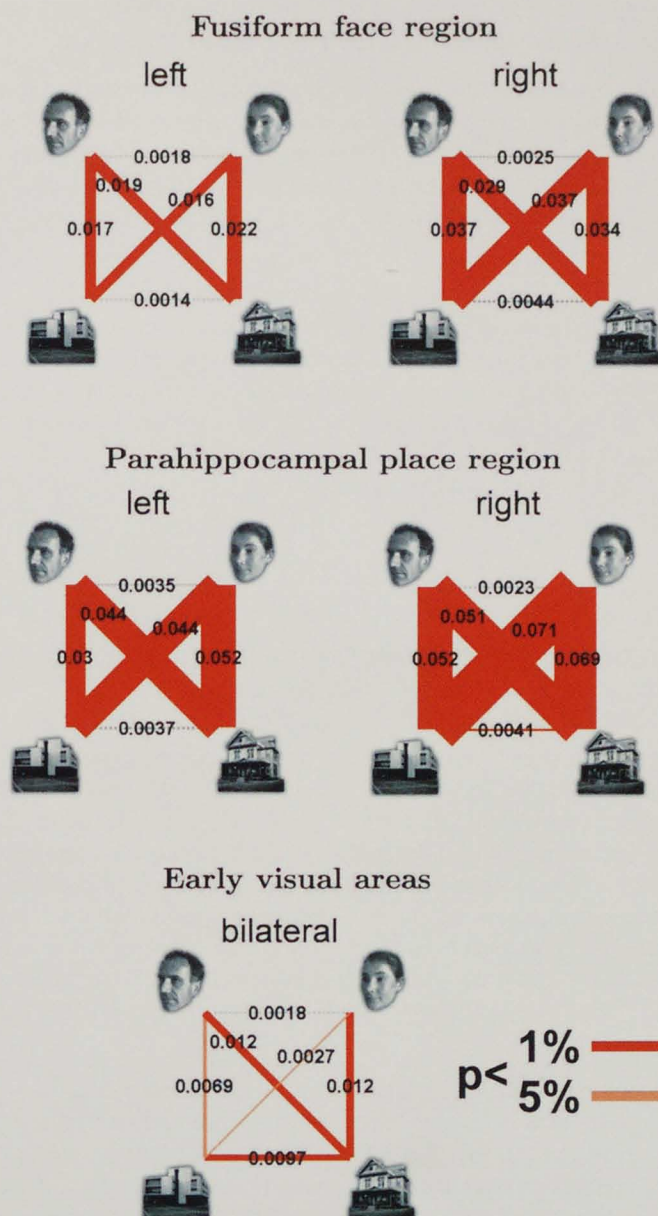 Fusiform face region
left right
0.0018 0.0025
0.019 0.029
0.016 0.037
0.017 0.022 0.037 0.034
0.0014 0.0044
Parahippocampal place region
left right
0.0035 0.0023
0.044 0.051
0.044 0.071
0.03 0.052 0.052 0.069
0.0037 0.0041
Early visual areas
bilateral
0.0018
0.012
0.0027
0.0069 0.012
0.0097
p< 1%
5%